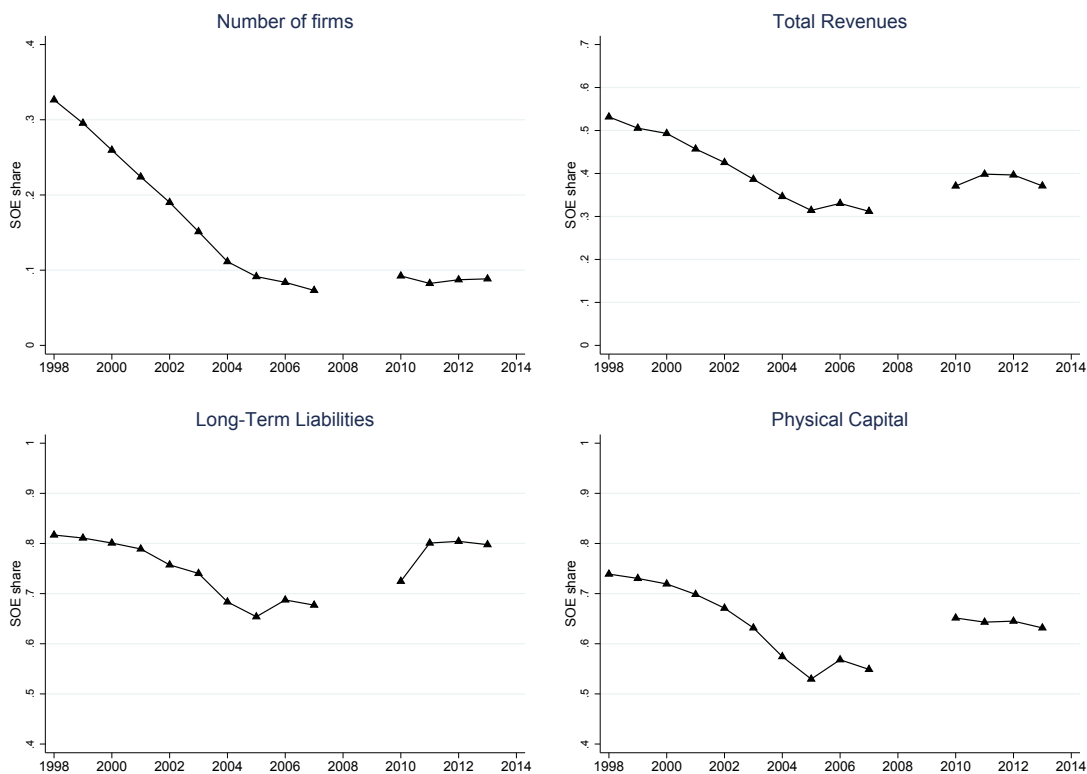 Number of firms
.4
.3
.2
.1
0
SOE share
1998 2000 2002 2004 2006 2008 2010 2012 2014
Total Revenues
.7
.6
.5
.4
.3
.2
.1
0
SOE share
1998 2000 2002 2004 2006 2008 2010 2012 2014
Long-Term Liabilities
1
.9
.8
.7
.6
.5
.4
SOE share
1998 2000 2002 2004 2006 2008 2010 2012 2014
Physical Capital
1
.9
.8
.7
.6
.5
.4
SOE share
1998 2000 2002 2004 2006 2008 2010 2012 2014